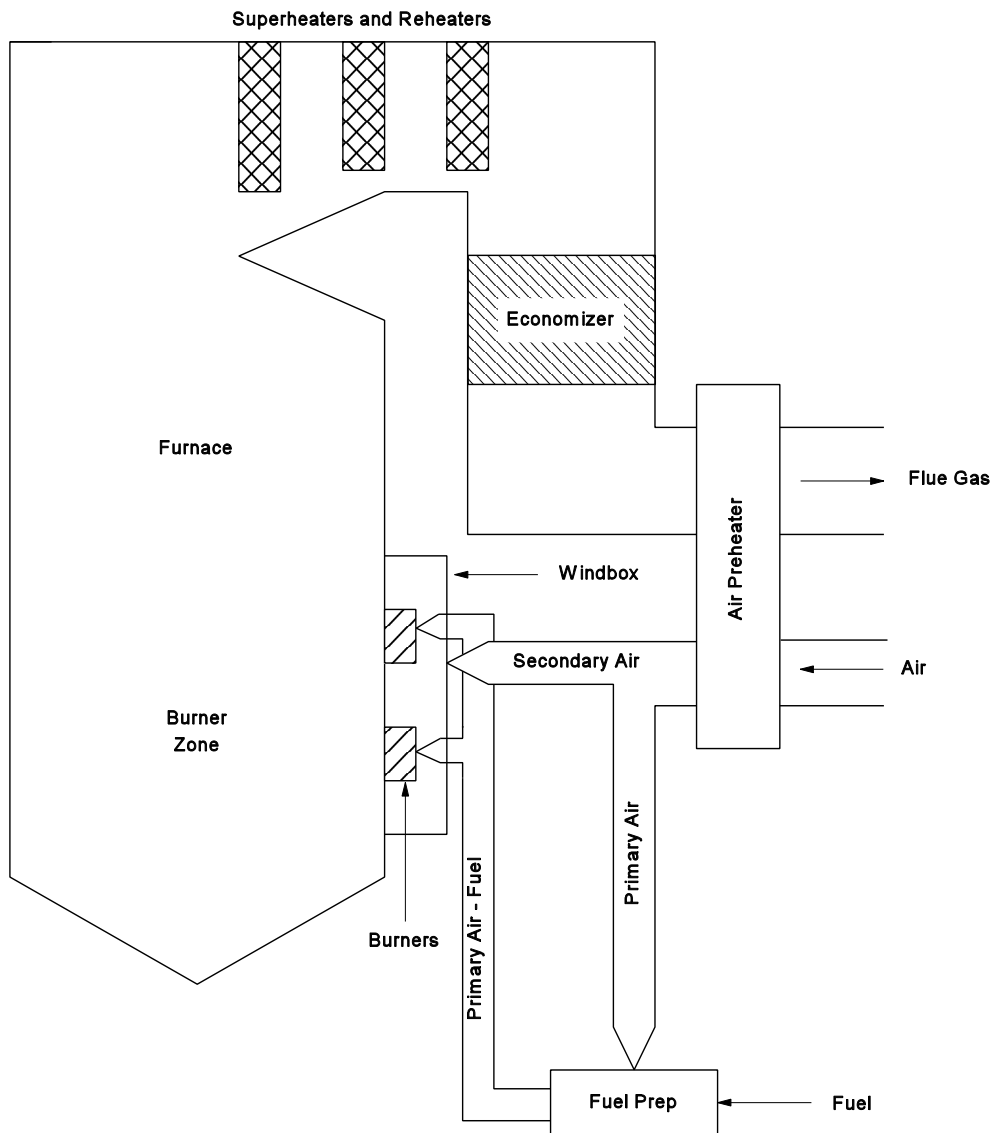 Superheaters and Reheaters
Economizer
Furnace
Flue Gas
Air Preheater
Windbox
Secondary Air
Air
Burner
Zone
Primary Air
Primary Air - Fuel
Burners
Fuel Prep
Fuel